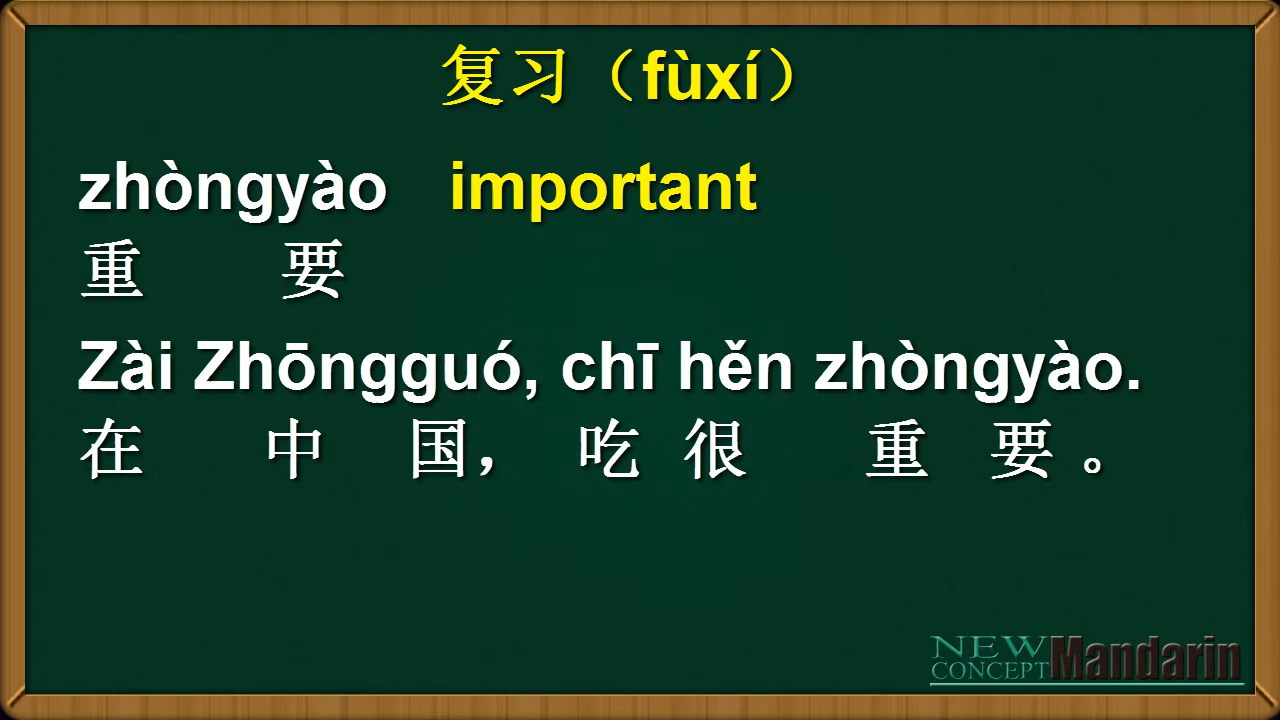 复习（fùxí）
zhòngyào important
重 要
Zài Zhōngguó, chī hěn zhòngyào.
在 中 国， 吃 很 重 要 。
NEW CONCEPT Mandarin